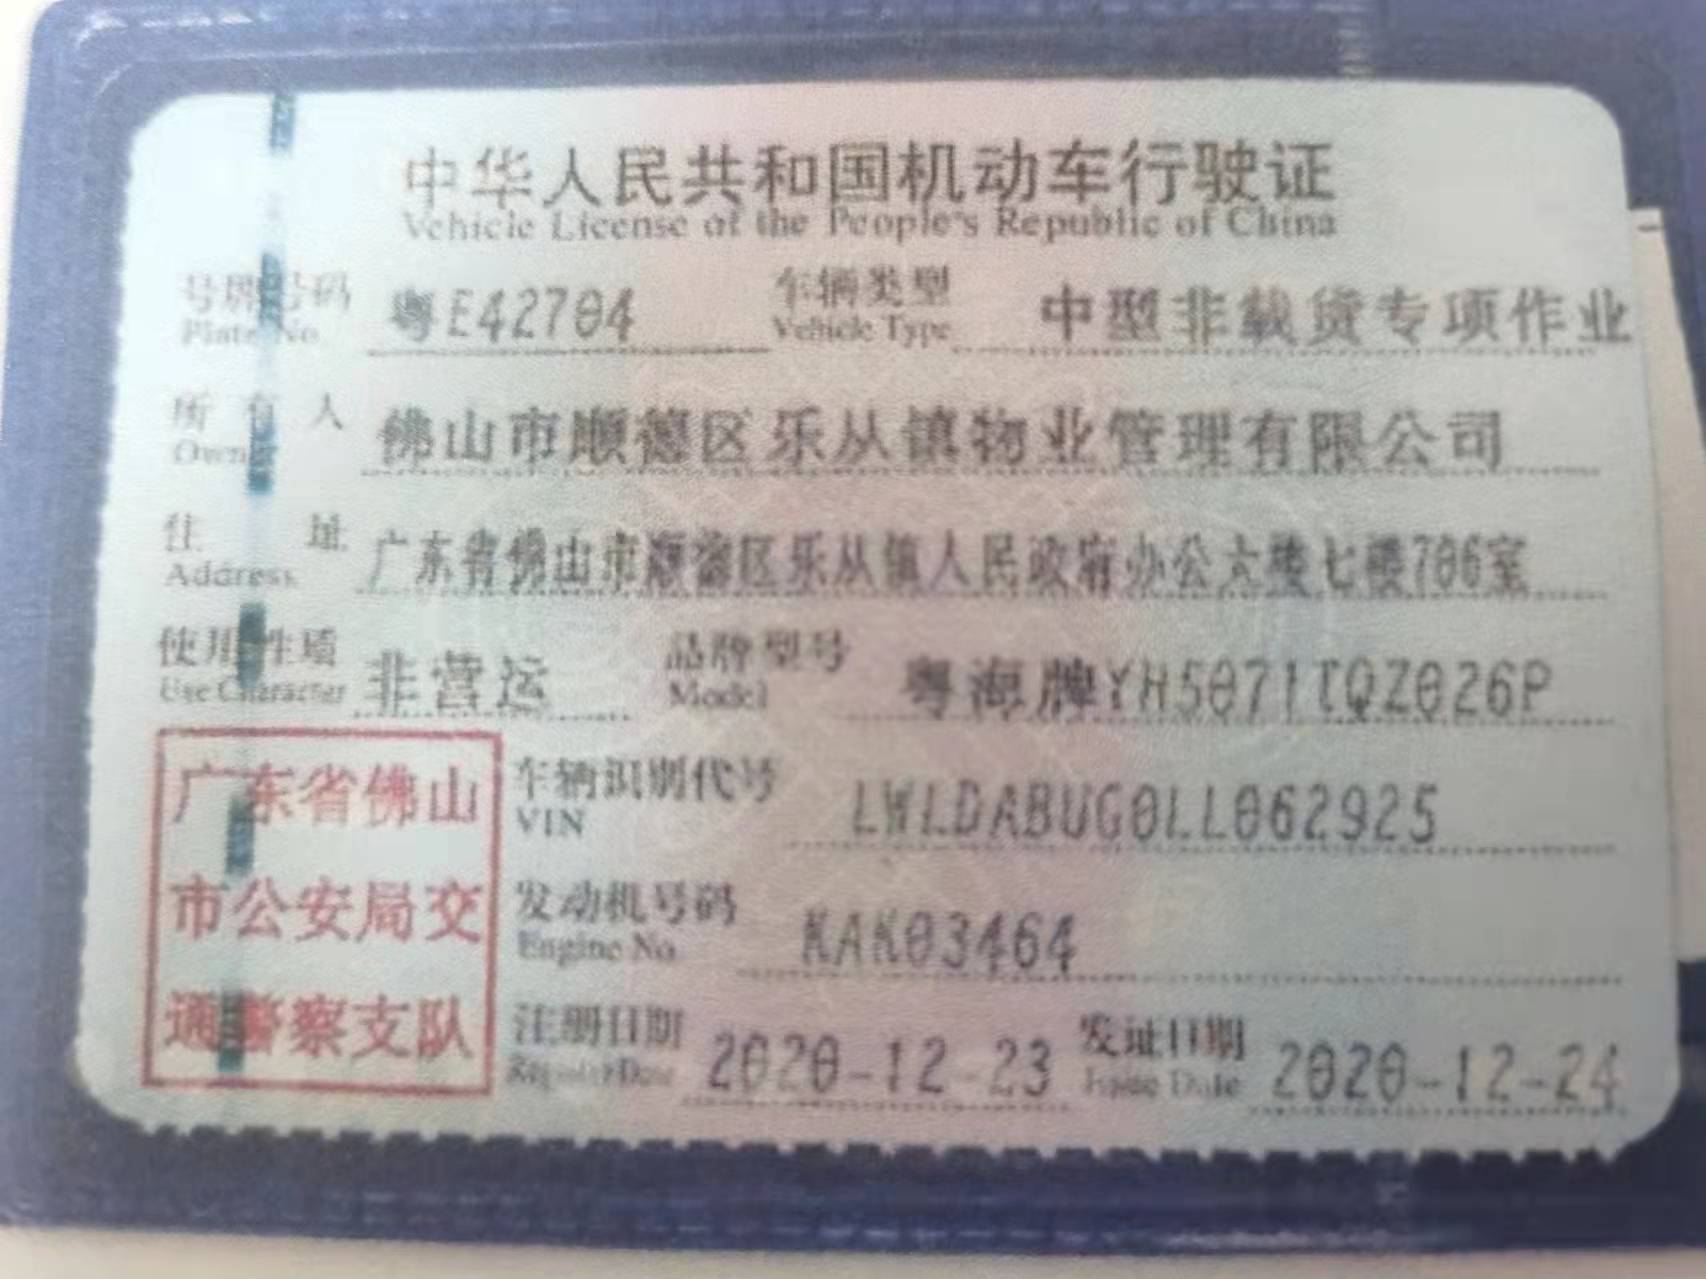 中华人民共和国机动车行驶证
Vehicle License of the People's Republic of China
号牌号码 粤E42704 车辆类型 中型非载货专项作业
Plate No. Vehicle Type
所有人 佛山市顺德区乐从镇物业管理有限公司
Owner
住址 广东省佛山市顺德区乐从镇人民政府办公大楼七楼706室
Address
使用性质 非营运 品牌型号 粤海牌YH5071TQZ026P
Use Character Model
广东省佛山
市公安局交
通警察支队
车辆识别代号 LWLDABUG0LL062925
VIN
发动机号码 KAK03464
Engine No.
注册日期 2020-12-23 发证日期 2020-12-24
Register Date Issue Date